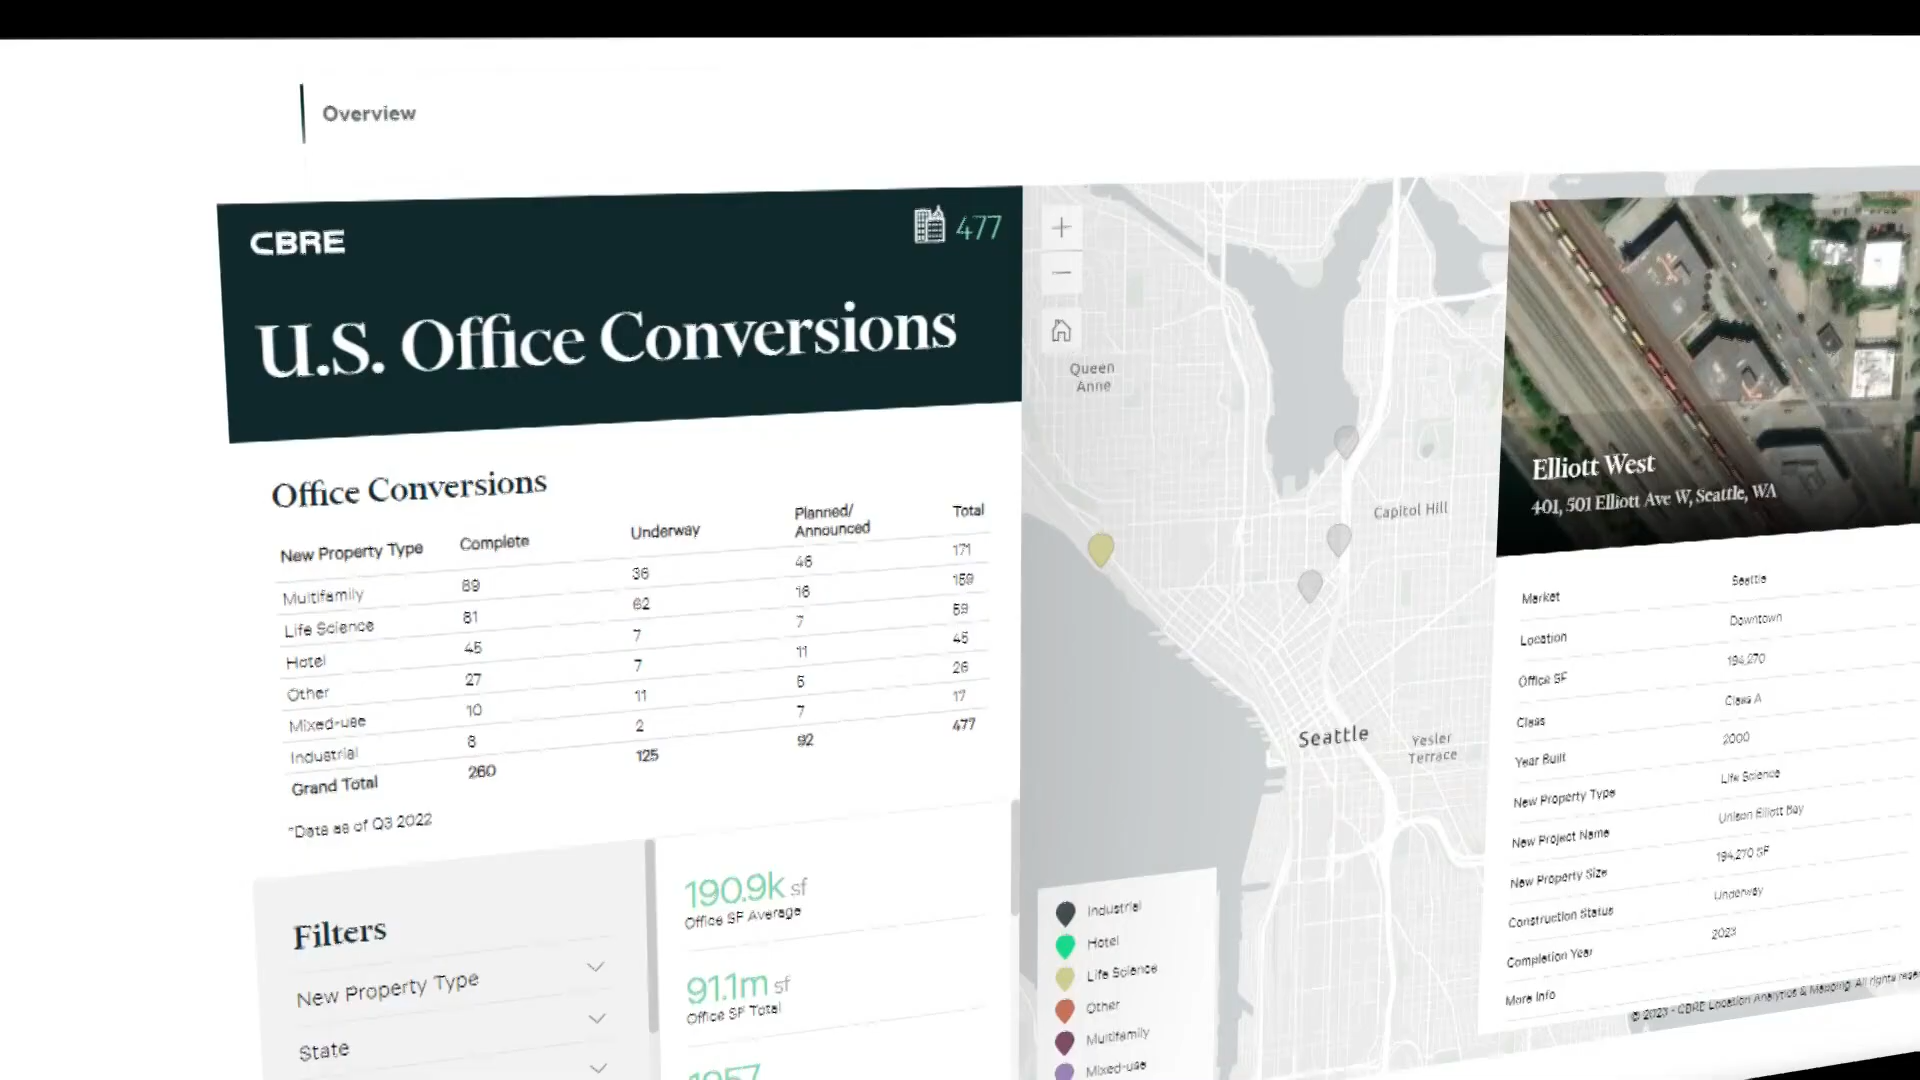 Overview
CBRE
477
U.S. Office Conversions
Office Conversions
New Property Type Complete Underway Planned/ Announced Total
Multifamily 89 36 46 171
Life Science 81 62 16 159
Hotel 45 7 7 59
Other 27 7 11 45
Mixed-use 10 11 5 26
Industrial 8 2 7 17
Grand Total 260 125 92 477
*Data as of Q3 2022
Filters
New Property Type
State
190.9k sf
Office SF Average
91.1m sf
Office SF Total
Queen
Anne
Capitol Hill
Seattle
Yesler
Terrace
Industrial
Hotel
Life Science
Other
Multifamily
Mixed-use
Elliott West
401, 501 Elliott Ave W, Seattle, WA
Market Seattle
Location Downtown
Office SF 194,270
Class Class A
Year Built 2000
New Property Type Life Science
New Project Name Unison Elliott Bay
New Property Size 194,270 SF
Construction Status Underway
Completion Year 2023
More Info
© 2023 - CBRE Location Analytics & Mapping. All rights